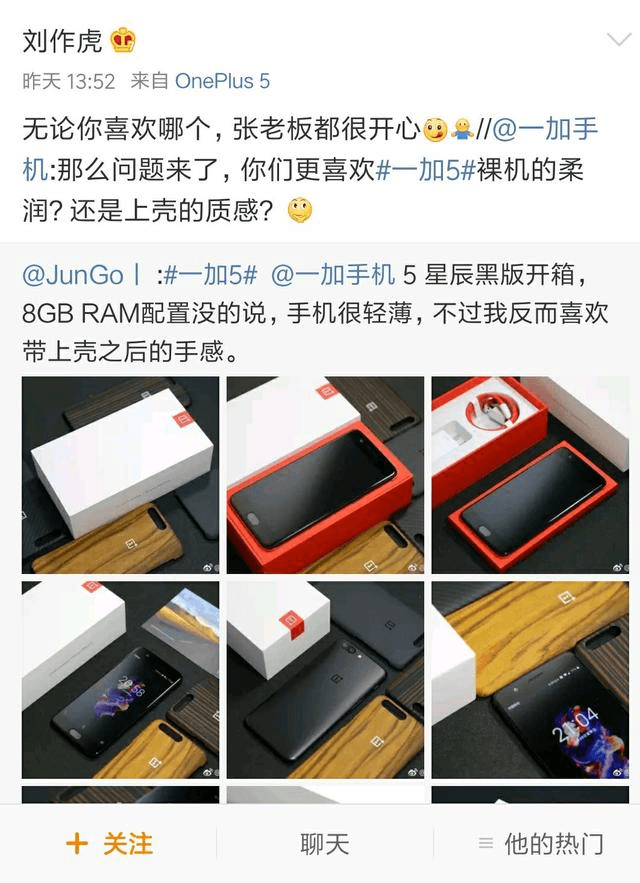 刘作虎
昨天 13:52 来自 OnePlus 5
无论你喜欢哪个，张老板都很开心//@一加手
机:那么问题来了，你们更喜欢#一加5#裸机的柔
润？还是上壳的质感？
@JunGo丨 :#一加5# @一加手机 5 星辰黑版开箱，
8GB RAM配置没的说，手机很轻薄，不过我反而喜欢
带上壳之后的手感。
20:58
21:04
+ 关注
聊天
≡ 他的热门